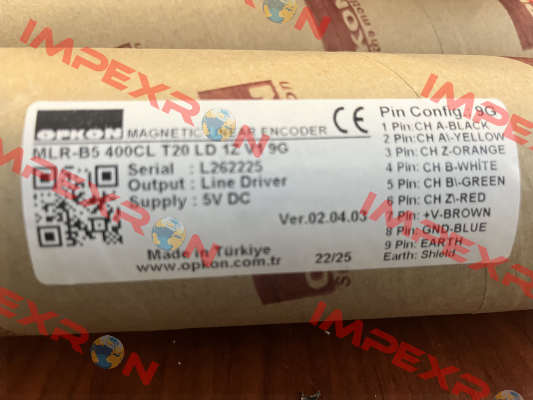 IMPEXRON
OPKON MAGNETIC LINEAR ENCODER CE
MLR-B5 400CL T20 LD 1Z V 9G
Serial : L262225
Output : Line Driver
Supply : 5V DC
Ver.02.04.03
Made in Türkiye
www.opkon.com.tr
22/25
Pin Config.: 9G
1 Pin:CH A-BLACK
2 Pin:CH A\-YELLOW
3 Pin:CH Z-ORANGE
4 Pin:CH B-WHITE
5 Pin:CH B\-GREEN
6 Pin:CH Z\-RED
7 Pin:+V-BROWN
8 Pin:GND-BLUE
9 Pin:EARTH
Earth: Shield
IMPEXRON
IMPEXRON